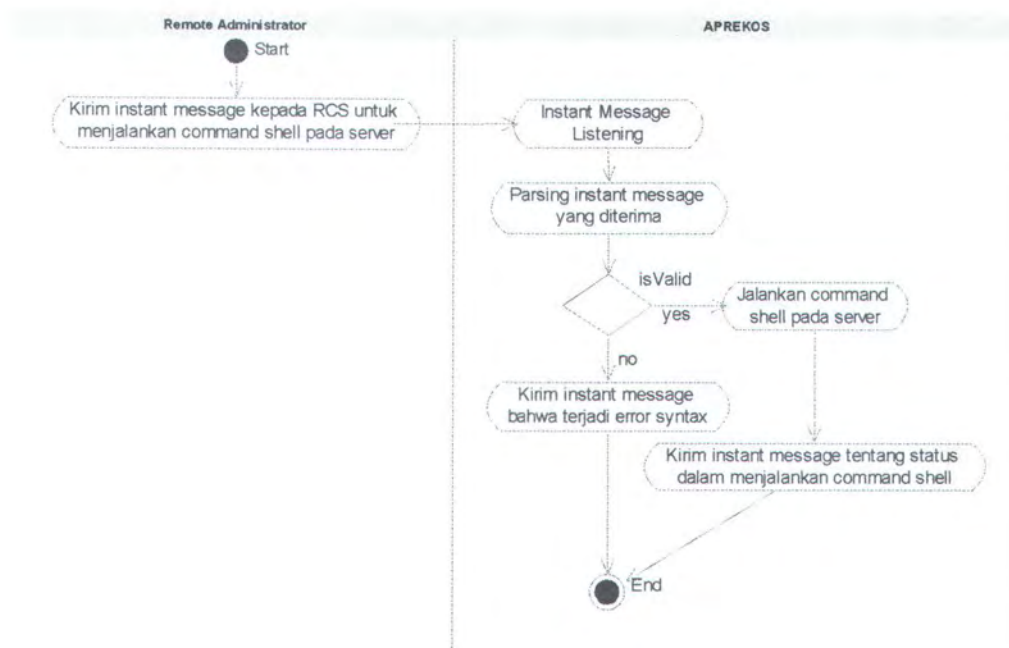 Remote Administrator
APREKOS
Start
Kirim instant message kepada RCS untuk
menjalankan command shell pada server
Instant Message
Listening
Parsing instant message
yang diterima
isValid
yes
Jalankan command
shell pada server
no
Kirim instant message
bahwa terjadi error syntax
Kirim instant message tentang status
dalam menjalankan command shell
End